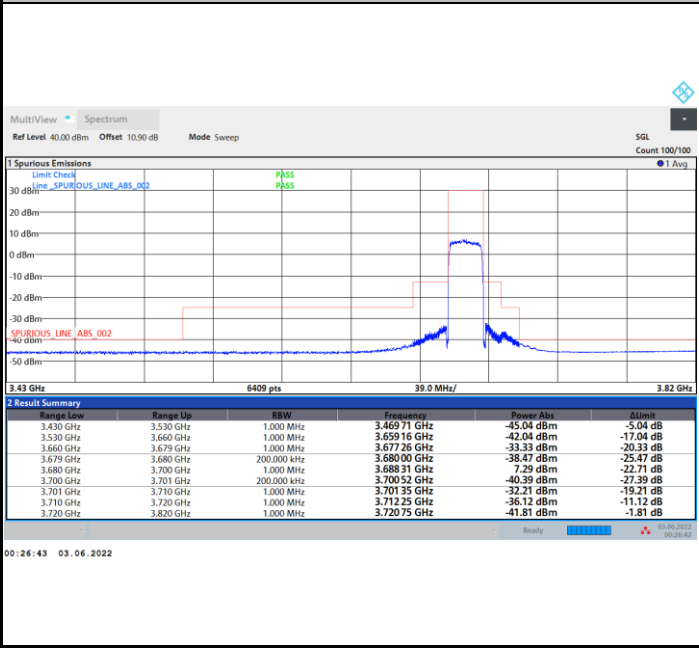 MultiView Spectrum
Ref Level 40.00 dBm Offset 10.90 dB Mode Sweep SGL
Count 100/100
1 Spurious Emissions 1 Avg
Limit Check PASS
Line _SPURIOUS_LINE_ABS_002 PASS
30 dBm
20 dBm
10 dBm
0 dBm
-10 dBm
-20 dBm
-30 dBm
SPURIOUS_LINE_ABS_002
-40 dBm
-50 dBm
3.43 GHz 6409 pts 39.0 MHz/ 3.82 GHz
2 Result Summary
Range Low Range Up RBW Frequency Power Abs ΔLimit
3.430 GHz 3.530 GHz 1.000 MHz 3.469 71 GHz -45.04 dBm -5.04 dB
3.530 GHz 3.660 GHz 1.000 MHz 3.659 16 GHz -42.04 dBm -17.04 dB
3.660 GHz 3.679 GHz 1.000 MHz 3.677 26 GHz -33.33 dBm -20.33 dB
3.679 GHz 3.680 GHz 200.000 kHz 3.680 00 GHz -38.47 dBm -25.47 dB
3.680 GHz 3.700 GHz 1.000 MHz 3.688 31 GHz 7.29 dBm -22.71 dB
3.700 GHz 3.701 GHz 200.000 kHz 3.700 52 GHz -40.39 dBm -27.39 dB
3.701 GHz 3.710 GHz 1.000 MHz 3.701 35 GHz -32.21 dBm -19.21 dB
3.710 GHz 3.720 GHz 1.000 MHz 3.712 25 GHz -36.12 dBm -11.12 dB
3.720 GHz 3.820 GHz 1.000 MHz 3.720 75 GHz -41.81 dBm -1.81 dB
Ready 03.06.2022
00:26:42
00:26:43 03.06.2022